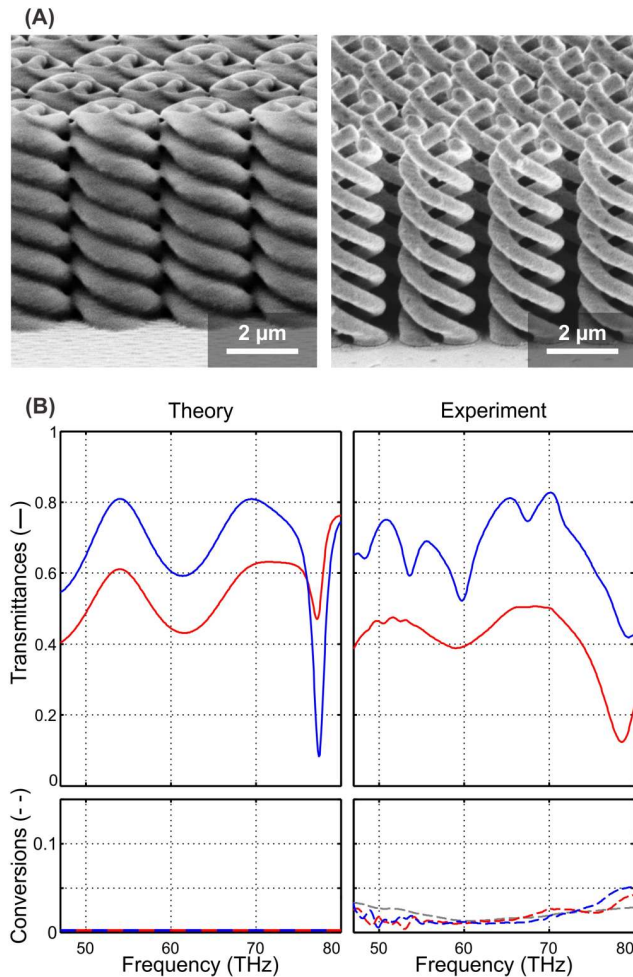 (A)
2 µm
2 µm
(B)
Theory
Experiment
Transmittances (—)
1
0.8
0.6
0.4
0.2
0
Conversions (- -)
0.1
0
50 60 70 80
Frequency (THz)
50 60 70 80
Frequency (THz)